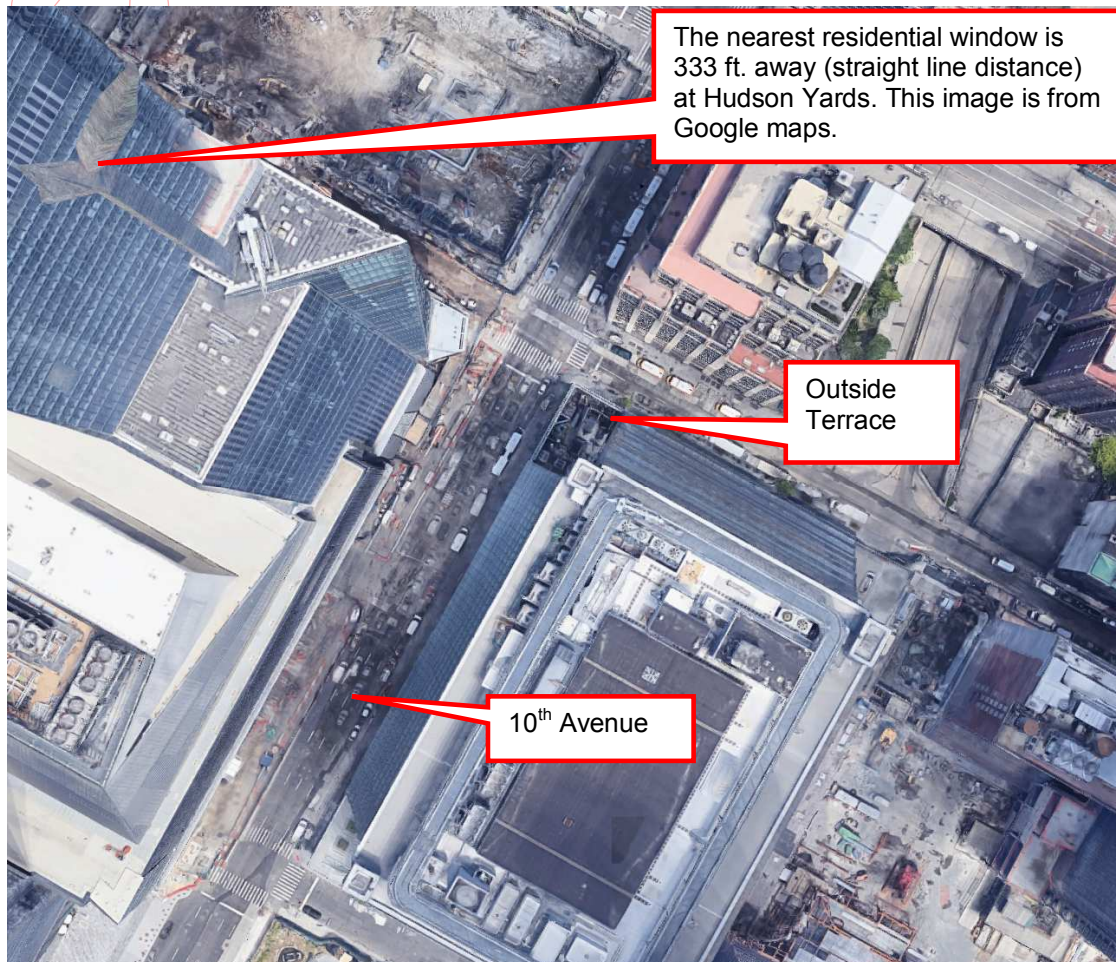 The nearest residential window is
333 ft. away (straight line distance)
at Hudson Yards. This image is from
Google maps.
Outside
Terrace
10th Avenue